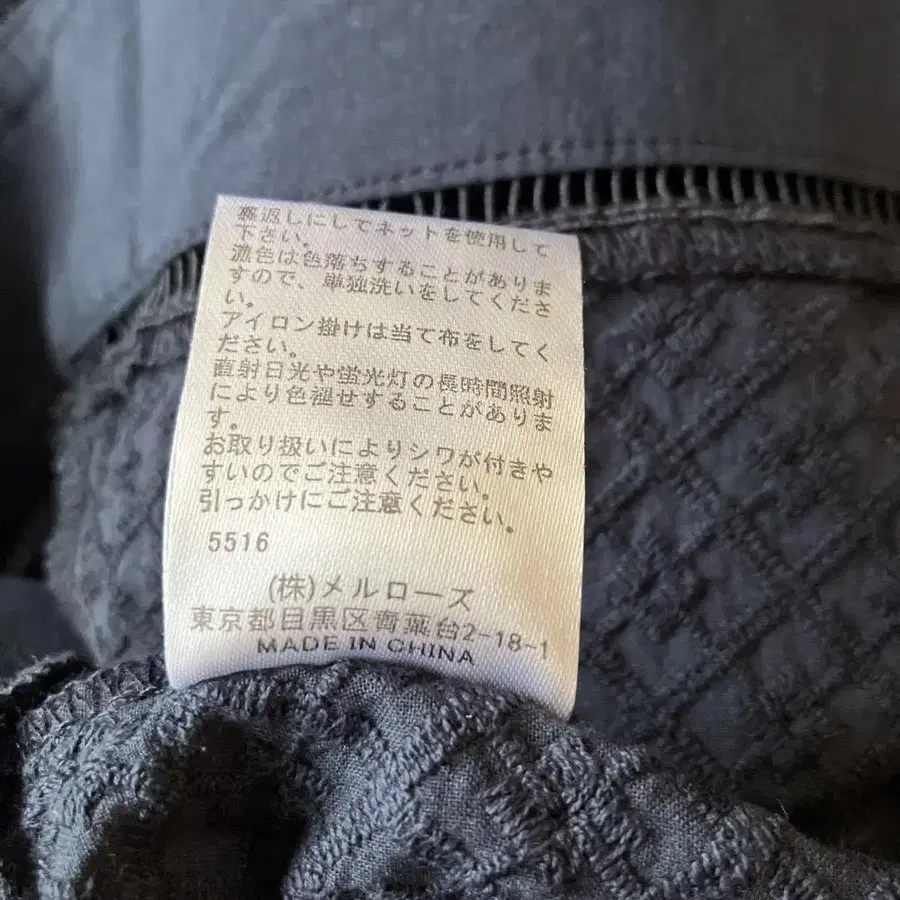 裏返しにしてネットを使用して
下さい。
濃色は色落ちすることがありま
すので、単独洗いをしてくださ
い。
アイロン掛けは当て布をしてく
ださい。
直射日光や蛍光灯の長時間照射
により色褪せすることがありま
す。
お取り扱いによりシワが付きや
すいのでご注意ください。
引っかけにご注意ください。
5516
(株)メルローズ
東京都目黒区青葉台2-18-1
MADE IN CHINA